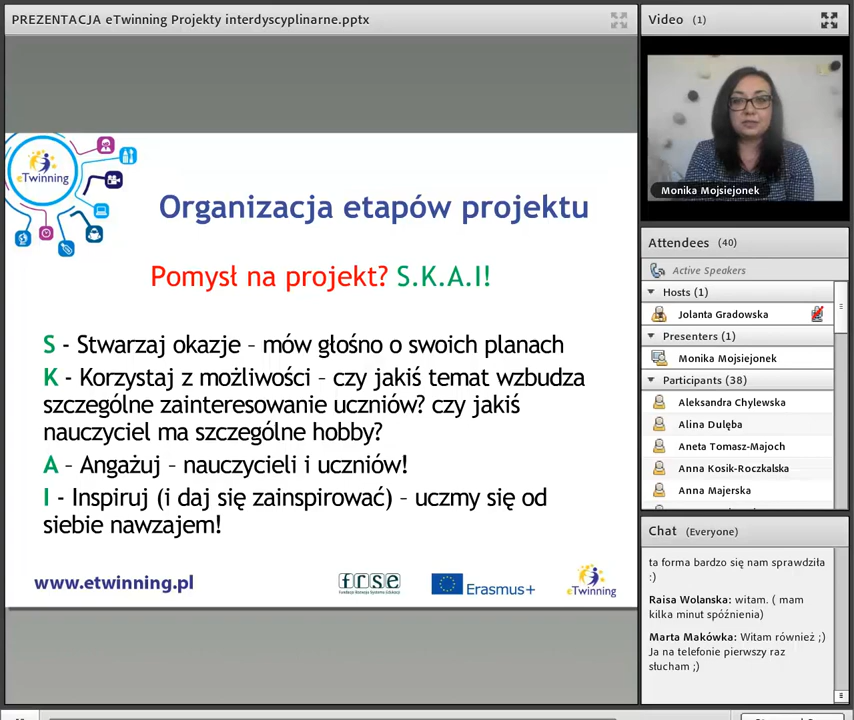 PREZENTACJA eTwinning Projekty interdyscyplinarne.pptx
eTwinning
Organizacja etapów projektu
Pomysł na projekt? S.K.A.I!
S - Stwarzaj okazje – mów głośno o swoich planach
K - Korzystaj z możliwości – czy jakiś temat wzbudza
szczególne zainteresowanie uczniów? czy jakiś
nauczyciel ma szczególne hobby?
A – Angażuj – nauczycieli i uczniów!
I - Inspiruj (i daj się zainspirować) – uczmy się od
siebie nawzajem!
www.etwinning.pl
frse
Fundacja Rozwoju Systemu Edukacji
Erasmus+
eTwinning
Video (1)
Monika Mojsiejonek
Attendees (40)
Active Speakers
Hosts (1)
Jolanta Gradowska
Presenters (1)
Monika Mojsiejonek
Participants (38)
Aleksandra Chylewska
Alina Dulęba
Aneta Tomasz-Majoch
Anna Kosik-Roczkalska
Anna Majerska
Chat (Everyone)
ta forma bardzo się nam sprawdziła
:)
Raisa Wolanska: witam. ( mam
kilka minut spóźnienia)
Marta Makówka: Witam również ;)
Ja na telefonie pierwszy raz
słucham ;)